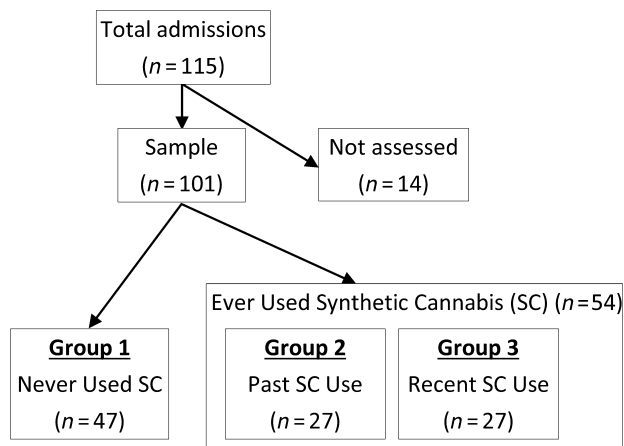 Total admissions
(n = 115)
Sample
(n = 101)
Not assessed
(n = 14)
Ever Used Synthetic Cannabis (SC) (n=54)
Group 1
Never Used SC
(n = 47)
Group 2
Past SC Use
(n = 27)
Group 3
Recent SC Use
(n = 27)